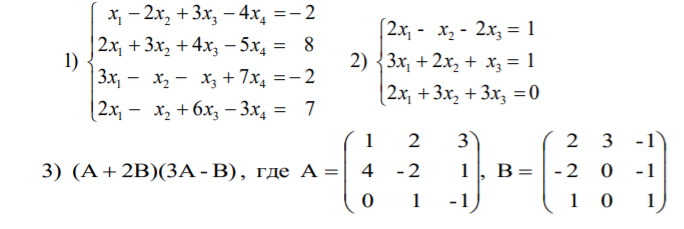 1) { x₁ – 2x₂ + 3x₃ – 4x₄ = – 2
2x₁ + 3x₂ + 4x₃ – 5x₄ = 8
3x₁ – x₂ – x₃ + 7x₄ = – 2
2x₁ – x₂ + 6x₃ – 3x₄ = 7
2) { 2x₁ - x₂ - 2x₃ = 1
3x₁ + 2x₂ + x₃ = 1
2x₁ + 3x₂ + 3x₃ = 0
3) (A + 2B)(3A - B), где A = ( 1 2 3
4 -2 1
0 1 -1 ), B = ( 2 3 -1
-2 0 -1
1 0 1 )